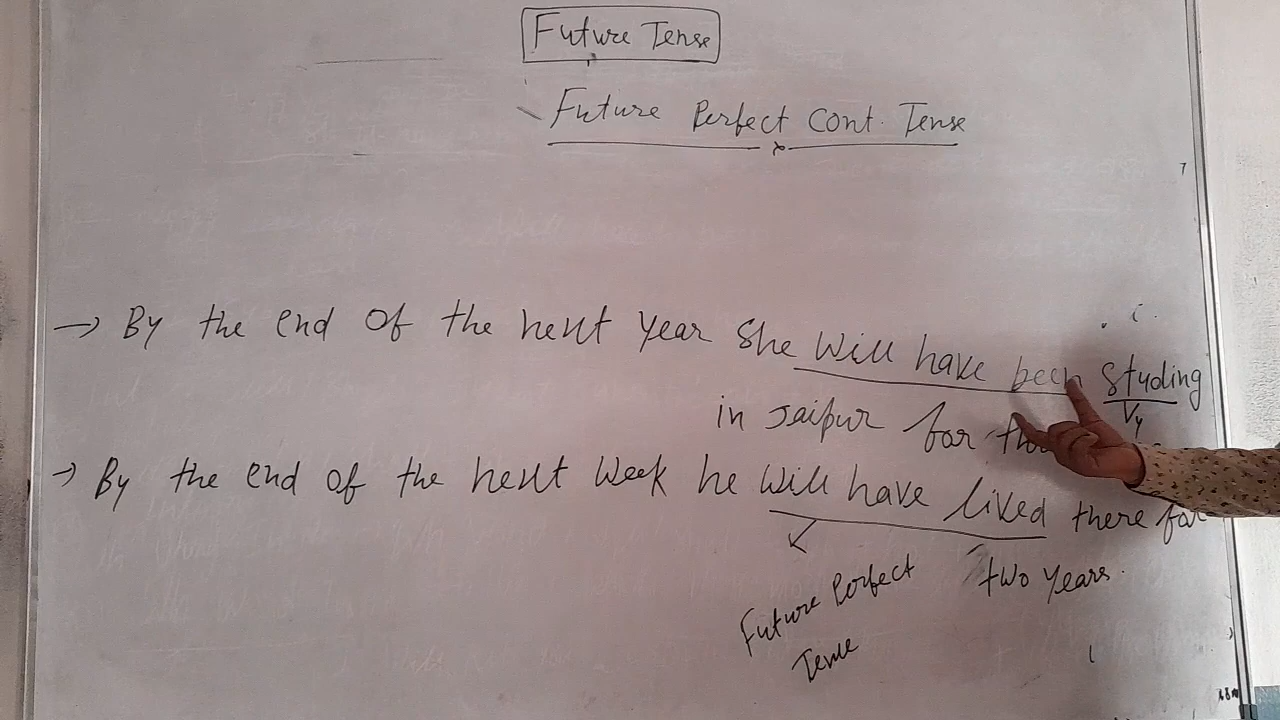 Future Tense
Future Perfect Cont. Tense
→ By the end of the next year she will have been studing
V4
in Jaipur for
→ By the end of the next week he will have lived there for
two years.
Future Perfect
Tense